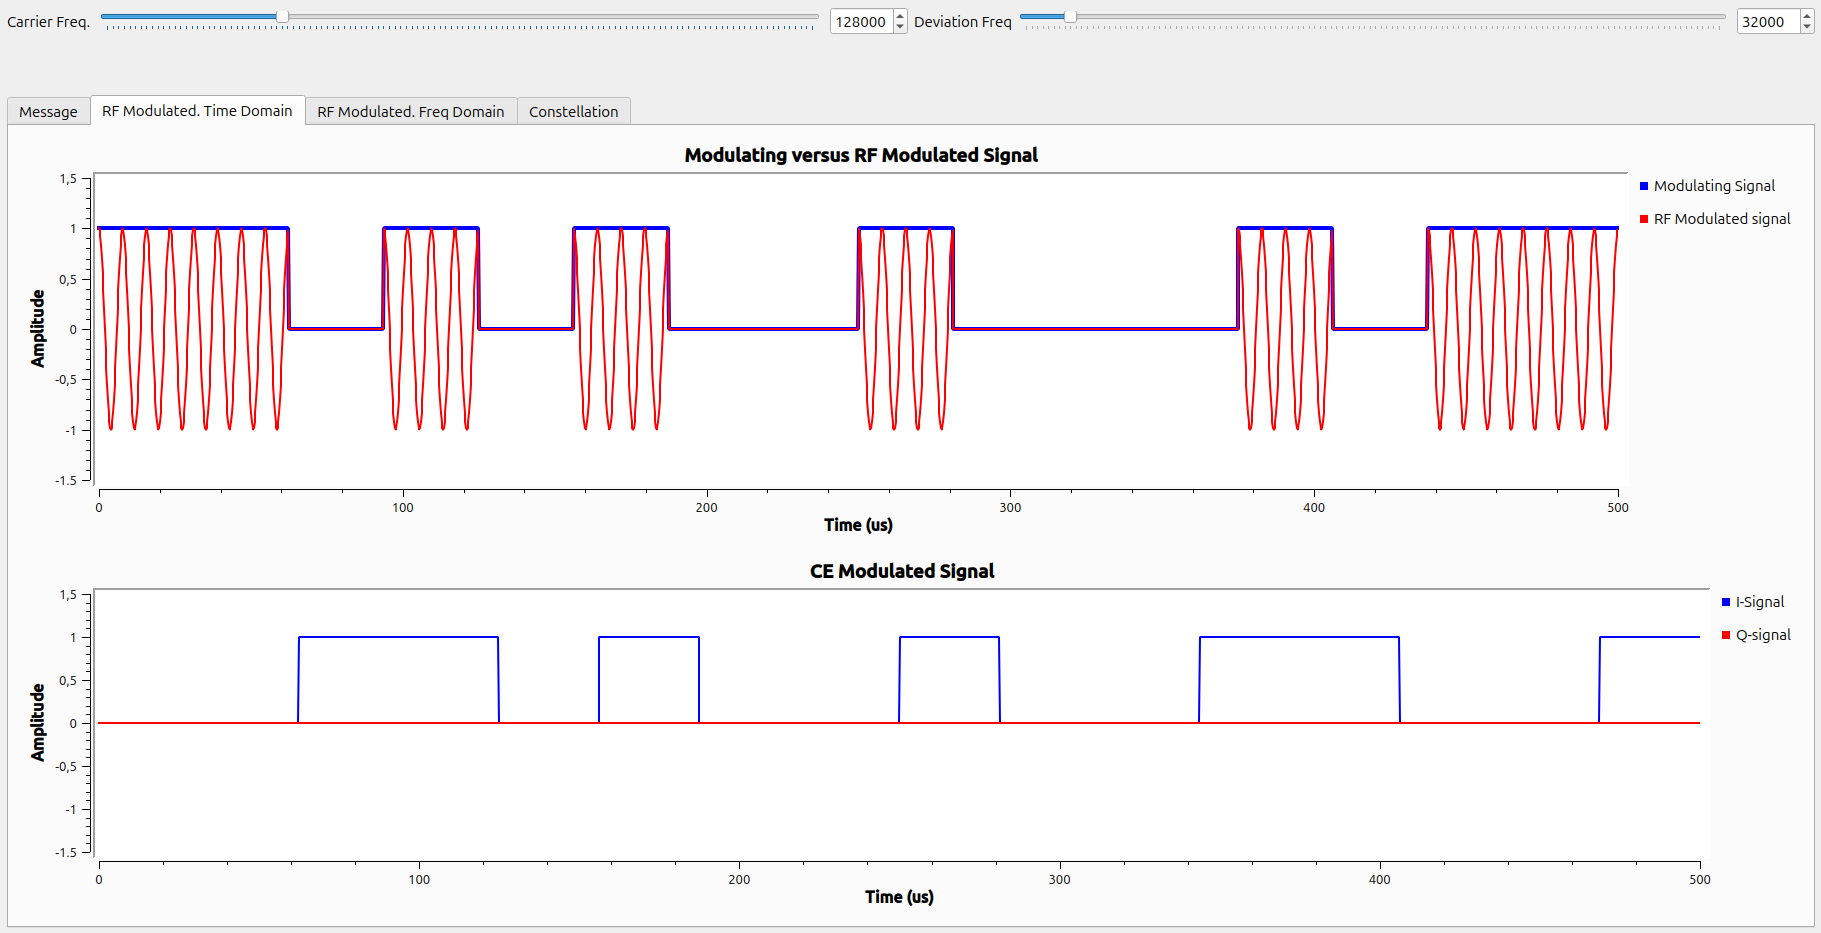 Carrier Freq. 128000 Deviation Freq 32000
Message RF Modulated. Time Domain RF Modulated. Freq Domain Constellation
Modulating versus RF Modulated Signal
1,5
1
0,5
0
-0,5
-1
-1.5
Amplitude
Modulating Signal
RF Modulated signal
0 100 200 300 400 500
Time (us)
CE Modulated Signal
1,5
1
0,5
0
-0,5
-1
-1.5
Amplitude
I-Signal
Q-signal
0 100 200 300 400 500
Time (us)